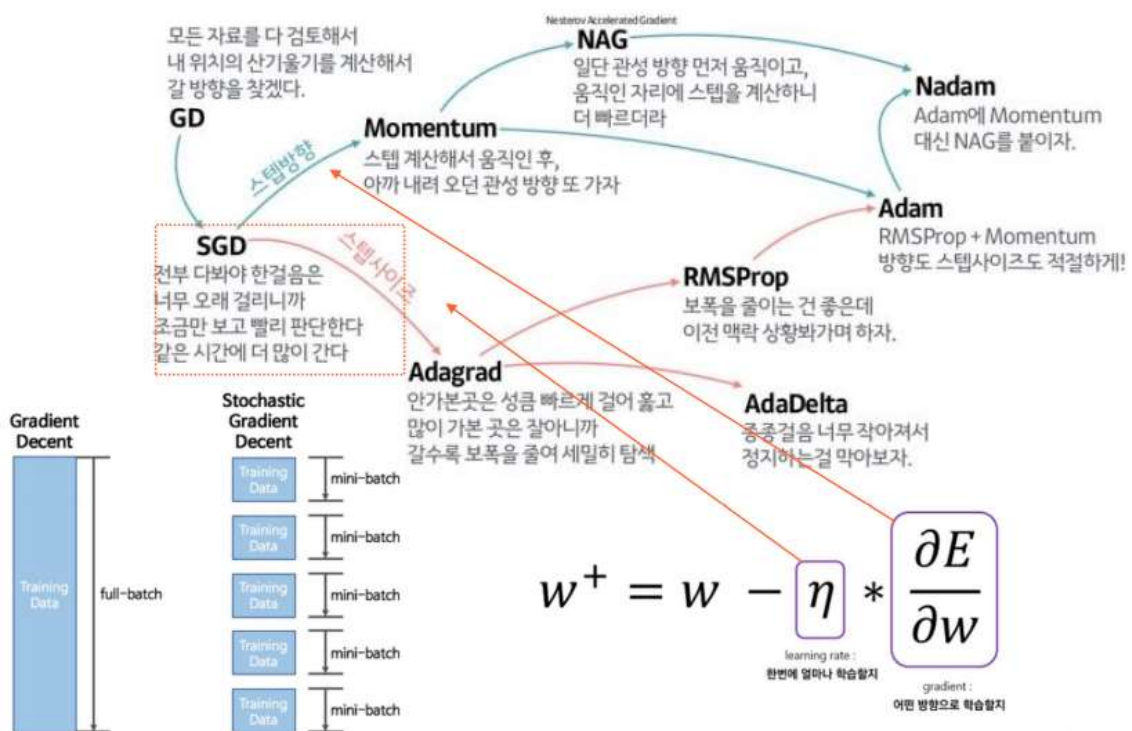 모든 자료를 다 검토해서
내 위치의 산기울기를 계산해서
갈 방향을 찾겠다.
GD
스텝방향
Momentum
스텝 계산해서 움직인 후,
아까 내려 오던 관성 방향 또 가자
Nesterov Accelerated Gradient
NAG
일단 관성 방향 먼저 움직이고,
움직인 자리에 스텝을 계산하니
더 빠르더라
Nadam
Adam에 Momentum
대신 NAG를 붙이자.
Adam
RMSProp + Momentum
방향도 스텝사이즈도 적절하게!
SGD
전부 다봐야 한걸음은
너무 오래 걸리니까
조금만 보고 빨리 판단한다
같은 시간에 더 많이 간다
스텝사이즈
RMSProp
보폭을 줄이는 건 좋은데
이전 맥락 상황봐가며 하자.
Adagrad
안가본곳은 성큼 빠르게 걸어 훑고
많이 가본 곳은 잘아니까
갈수록 보폭을 줄여 세밀히 탐색
AdaDelta
종종걸음 너무 작아져서
정지하는걸 막아보자.
Gradient
Decent
Training
Data
full-batch
Stochastic
Gradient
Decent
Training
Data
mini-batch
Training
Data
mini-batch
Training
Data
mini-batch
Training
Data
mini-batch
Training
Data
mini-batch
w⁺ = w − η * ∂E/∂w
learning rate :
한번에 얼마나 학습할지
gradient :
어떤 방향으로 학습할지